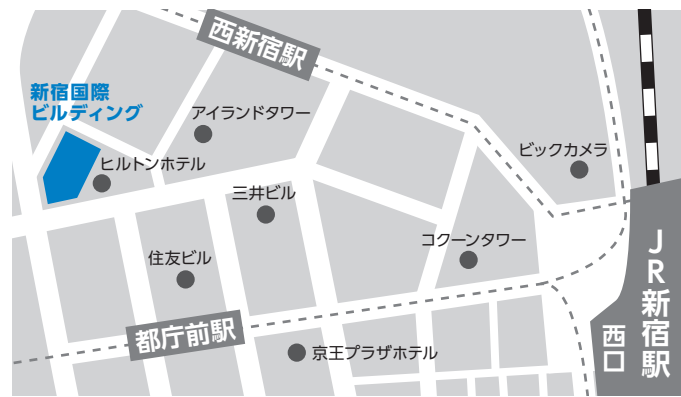 西新宿駅
新宿国際
ビルディング
アイランドタワー
ヒルトンホテル
ビックカメラ
三井ビル
コクーンタワー
住友ビル
JR新宿駅
西口
都庁前駅
京王プラザホテル